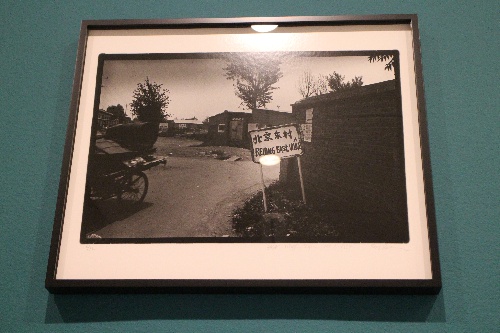 北京东村
BEIJING EAST VILLAGE